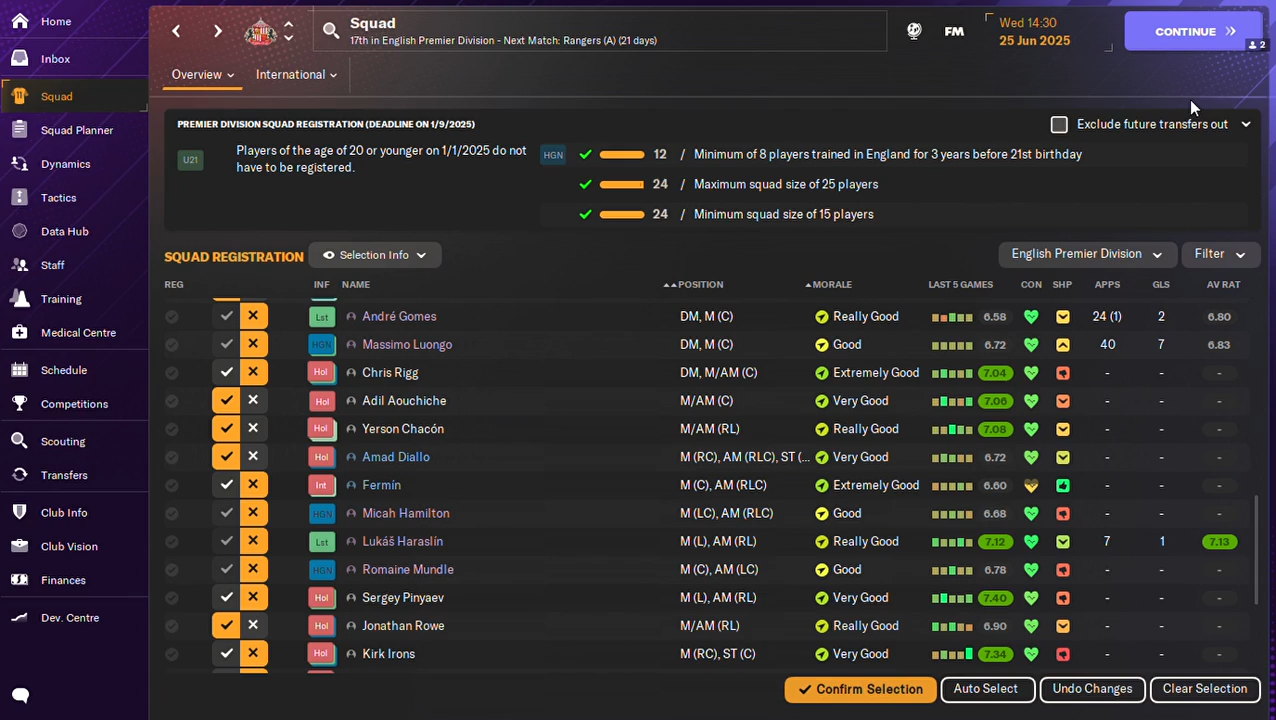 Home
Inbox
Squad
Squad Planner
Dynamics
Tactics
Data Hub
Staff
Training
Medical Centre
Schedule
Competitions
Scouting
Transfers
Club Info
Club Vision
Finances
Dev. Centre
Squad
17th in English Premier Division - Next Match: Rangers (A) (21 days)
FM
Wed 14:30
25 Jun 2025
CONTINUE
2
Overview
International
PREMIER DIVISION SQUAD REGISTRATION (DEADLINE ON 1/9/2025)
Exclude future transfers out
U21
Players of the age of 20 or younger on 1/1/2025 do not
have to be registered.
HGN 12 / Minimum of 8 players trained in England for 3 years before 21st birthday
24 / Maximum squad size of 25 players
24 / Minimum squad size of 15 players
SQUAD REGISTRATION
Selection Info
English Premier Division
Filter
REG INF NAME POSITION MORALE LAST 5 GAMES CON SHP APPS GLS AV RAT
Lst André Gomes DM, M (C) Really Good 6.58 24 (1) 2 6.80
HGN Massimo Luongo DM, M (C) Good 6.72 40 7 6.83
Hol Chris Rigg DM, M/AM (C) Extremely Good 7.04 - - -
Hol Adil Aouchiche M/AM (C) Very Good 7.06 - - -
Hol Yerson Chacón M/AM (RL) Really Good 7.08 - - -
Hol Amad Diallo M (RC), AM (RLC), ST (... Very Good 6.72 - - -
Int Fermín M (C), AM (RLC) Extremely Good 6.60 - - -
HGN Micah Hamilton M (LC), AM (RLC) Good 6.68 - - -
Lst Lukáš Haraslín M (L), AM (RL) Really Good 7.12 7 1 7.13
HGN Romaine Mundle M (C), AM (LC) Good 6.78 - - -
Hol Sergey Pinyaev M (L), AM (RL) Very Good 7.40 - - -
Hol Jonathan Rowe M/AM (RL) Really Good 6.90 - - -
Hol Kirk Irons M (RC), ST (C) Very Good 7.34 - - -
Confirm Selection
Auto Select
Undo Changes
Clear Selection